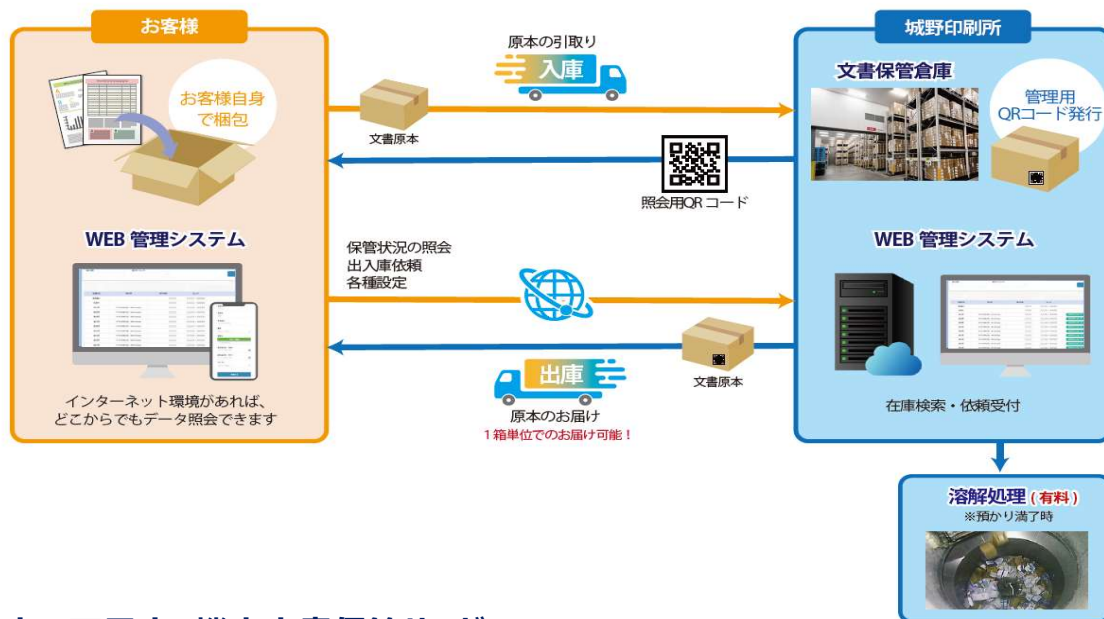 お客様
お客様自身
で梱包
WEB 管理システム
インターネット環境があれば、
どこからでもデータ照会できます
原本の引取り
入庫
文書原本
照会用QRコード
保管状況の照会
出入庫依頼
各種設定
文書原本
出庫
原本のお届け
1箱単位でのお届け可能！
城野印刷所
文書保管倉庫
管理用
QRコード発行
WEB 管理システム
在庫検索・依頼受付
溶解処理(有料)
※預かり満了時